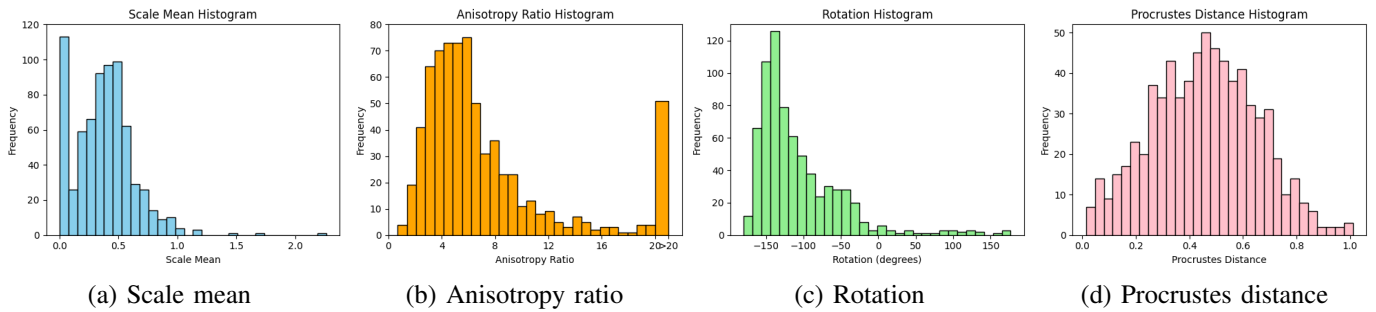 Scale Mean Histogram
120
100
80
60
40
20
0
Frequency
0.0 0.5 1.0 1.5 2.0
Scale Mean
(a) Scale mean
Anisotropy Ratio Histogram
80
70
60
50
40
30
20
10
0
Frequency
0 4 8 12 16 20 >20
Anisotropy Ratio
(b) Anisotropy ratio
Rotation Histogram
120
100
80
60
40
20
0
Frequency
−150 −100 −50 0 50 100 150
Rotation (degrees)
(c) Rotation
Procrustes Distance Histogram
50
40
30
20
10
0
Frequency
0.0 0.2 0.4 0.6 0.8 1.0
Procrustes Distance
(d) Procrustes distance